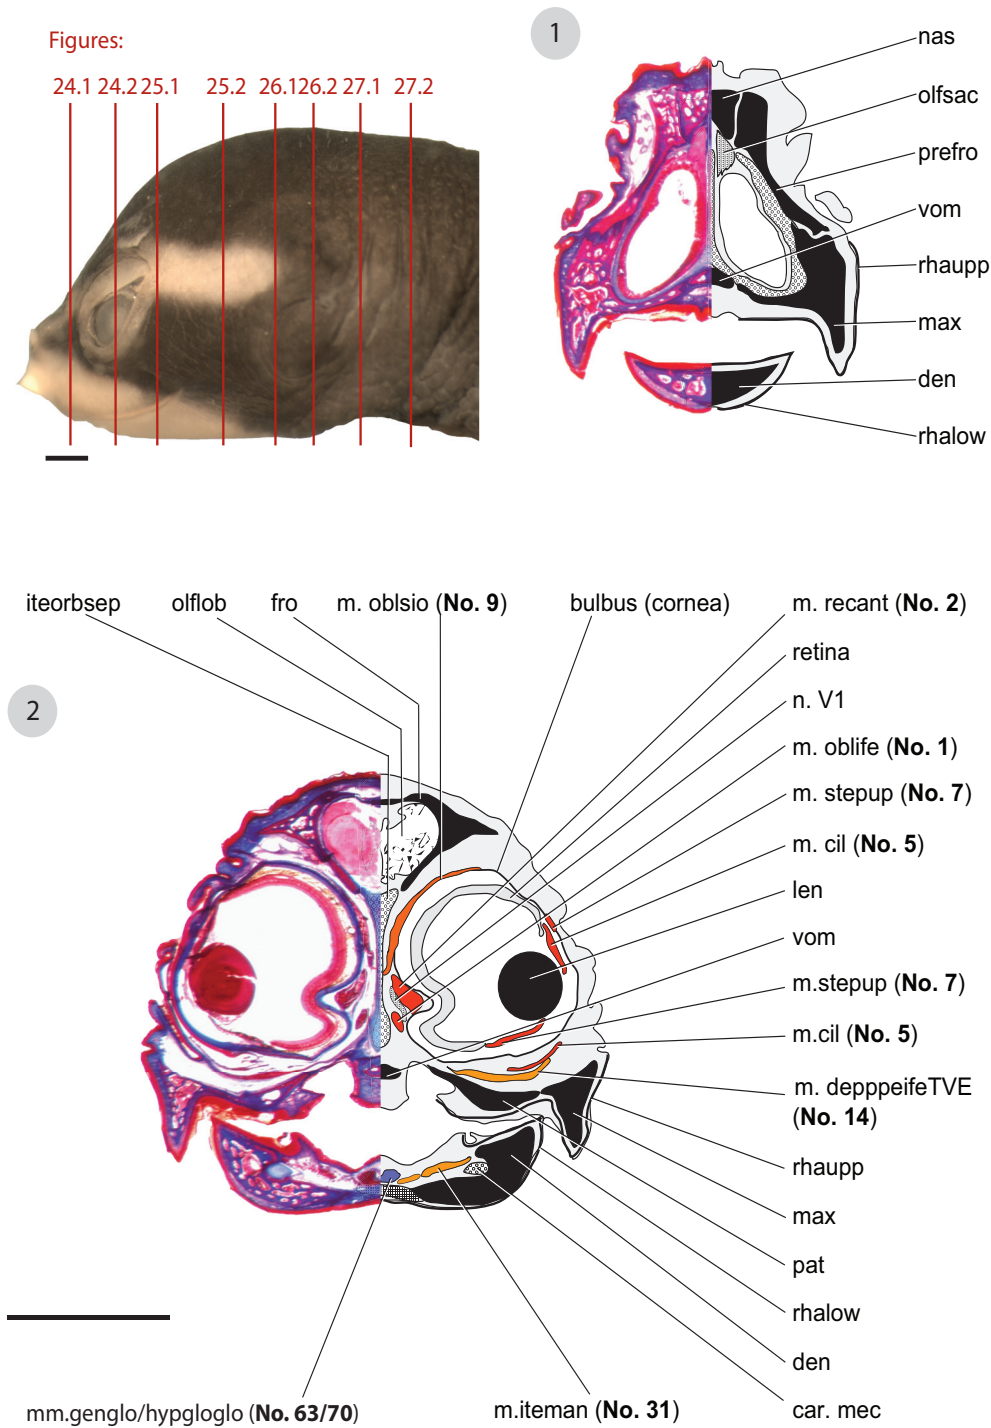 Figures:
24.1 24.2 25.1 25.2 26.1 26.2 27.1 27.2
1
nas
olfsac
prefro
vom
rhaupp
max
den
rhalow
iteorbsep olflob fro m. oblsio (No. 9) bulbus (cornea) m. recant (No. 2)
retina
2
n. V1
m. oblife (No. 1)
m. stepup (No. 7)
m. cil (No. 5)
len
vom
m.stepup (No. 7)
m.cil (No. 5)
m. depppeifeTVE
(No. 14)
rhaupp
max
pat
rhalow
den
car. mec
mm.genglo/hypgloglo (No. 63/70) m.iteman (No. 31)